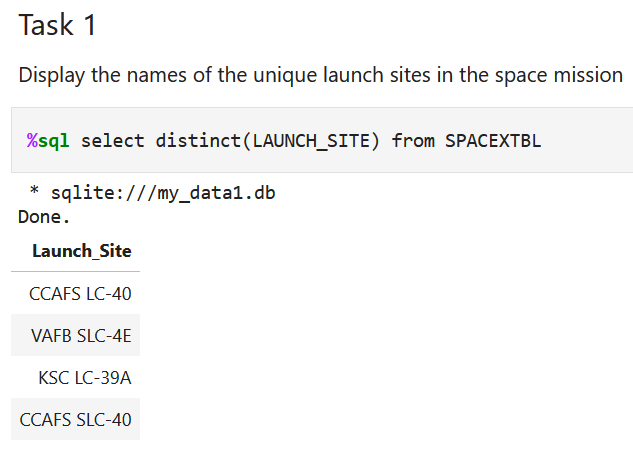 Task 1
Display the names of the unique launch sites in the space mission
%sql select distinct(LAUNCH_SITE) from SPACEXTBL
* sqlite:///my_data1.db
Done.
Launch_Site
CCAFS LC-40
VAFB SLC-4E
KSC LC-39A
CCAFS SLC-40